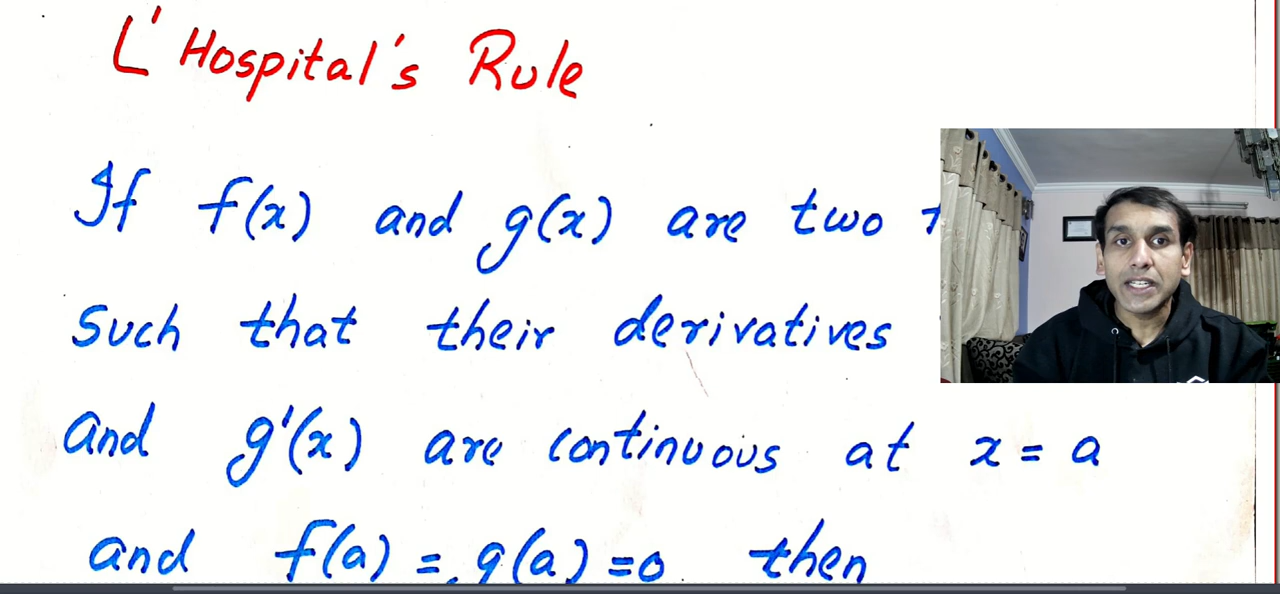 L'Hospital's Rule
If f(x) and g(x) are two
such that their derivatives
and g'(x) are continuous at x = a
and f(a) = g(a) = 0 then